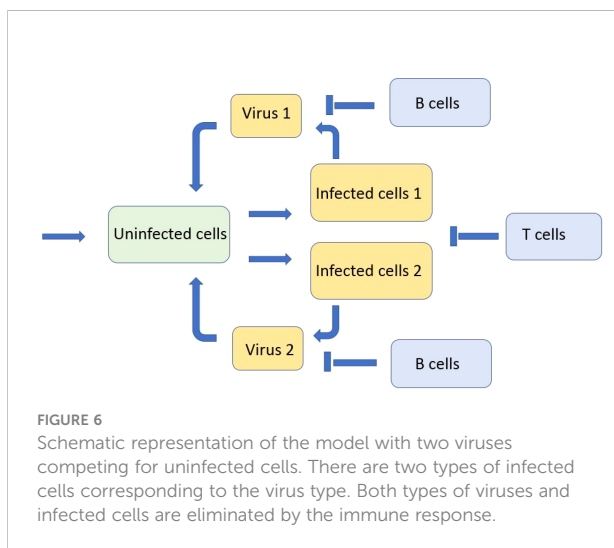 Virus 1
B cells
Infected cells 1
Uninfected cells
T cells
Infected cells 2
Virus 2
B cells
FIGURE 6
Schematic representation of the model with two viruses
competing for uninfected cells. There are two types of infected
cells corresponding to the virus type. Both types of viruses and
infected cells are eliminated by the immune response.